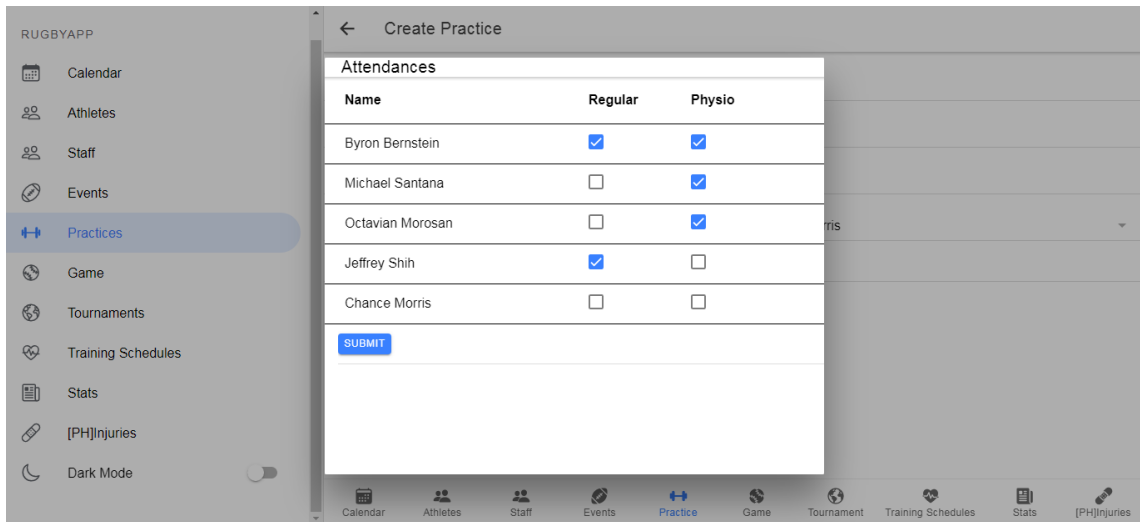 RUGBYAPP
Calendar
Athletes
Staff
Events
Practices
Game
Tournaments
Training Schedules
Stats
[PH]Injuries
Dark Mode
Create Practice
Attendances
Name Regular Physio
Byron Bernstein
Michael Santana
Octavian Morosan
Jeffrey Shih
Chance Morris
SUBMIT
Calendar Athletes Staff Events Practice Game Tournament Training Schedules Stats [PH]Injuries